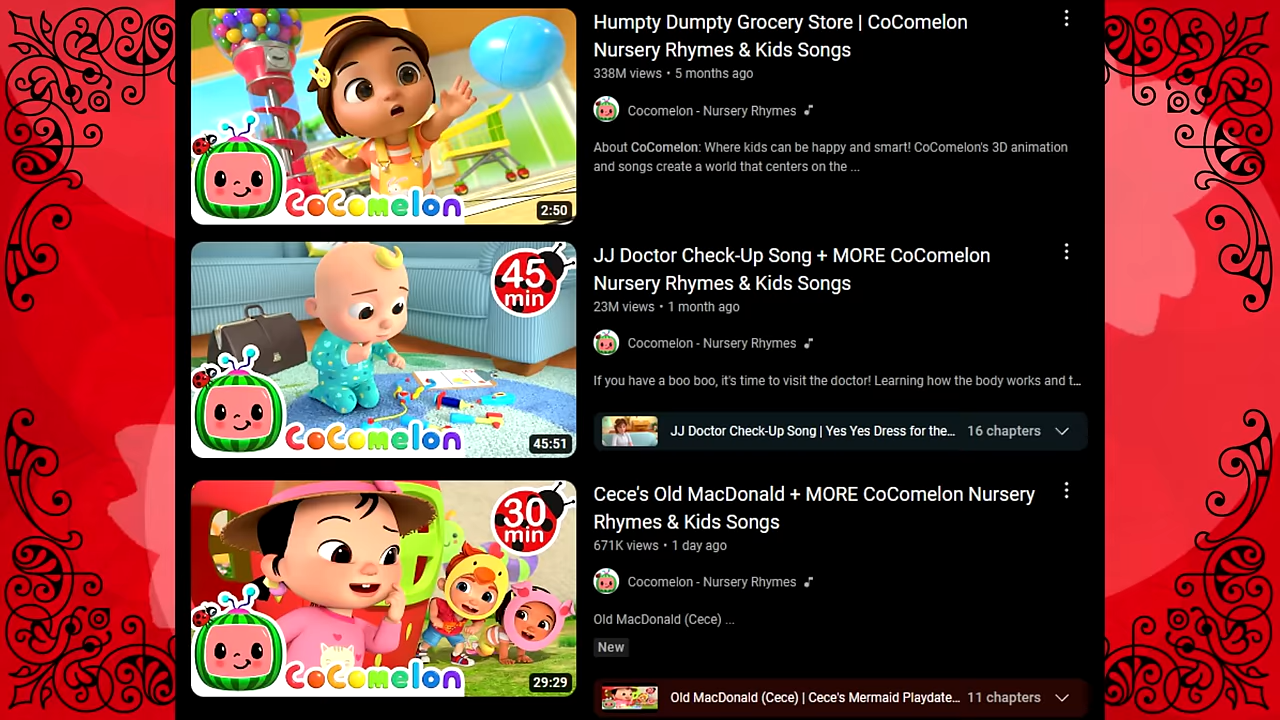 Humpty Dumpty Grocery Store | CoComelon
Nursery Rhymes & Kids Songs
338M views • 5 months ago
Cocomelon - Nursery Rhymes
About CoComelon: Where kids can be happy and smart! CoComelon's 3D animation
and songs create a world that centers on the ...
CoComelon
2:50
JJ Doctor Check-Up Song + MORE CoComelon
Nursery Rhymes & Kids Songs
23M views • 1 month ago
Cocomelon - Nursery Rhymes
If you have a boo boo, it's time to visit the doctor! Learning how the body works and t...
JJ Doctor Check-Up Song | Yes Yes Dress for the... 16 chapters
45
min
CoComelon
45:51
Cece's Old MacDonald + MORE CoComelon Nursery
Rhymes & Kids Songs
671K views • 1 day ago
Cocomelon - Nursery Rhymes
Old MacDonald (Cece) ...
New
Old MacDonald (Cece) | Cece's Mermaid Playdate... 11 chapters
30
min
CoComelon
29:29